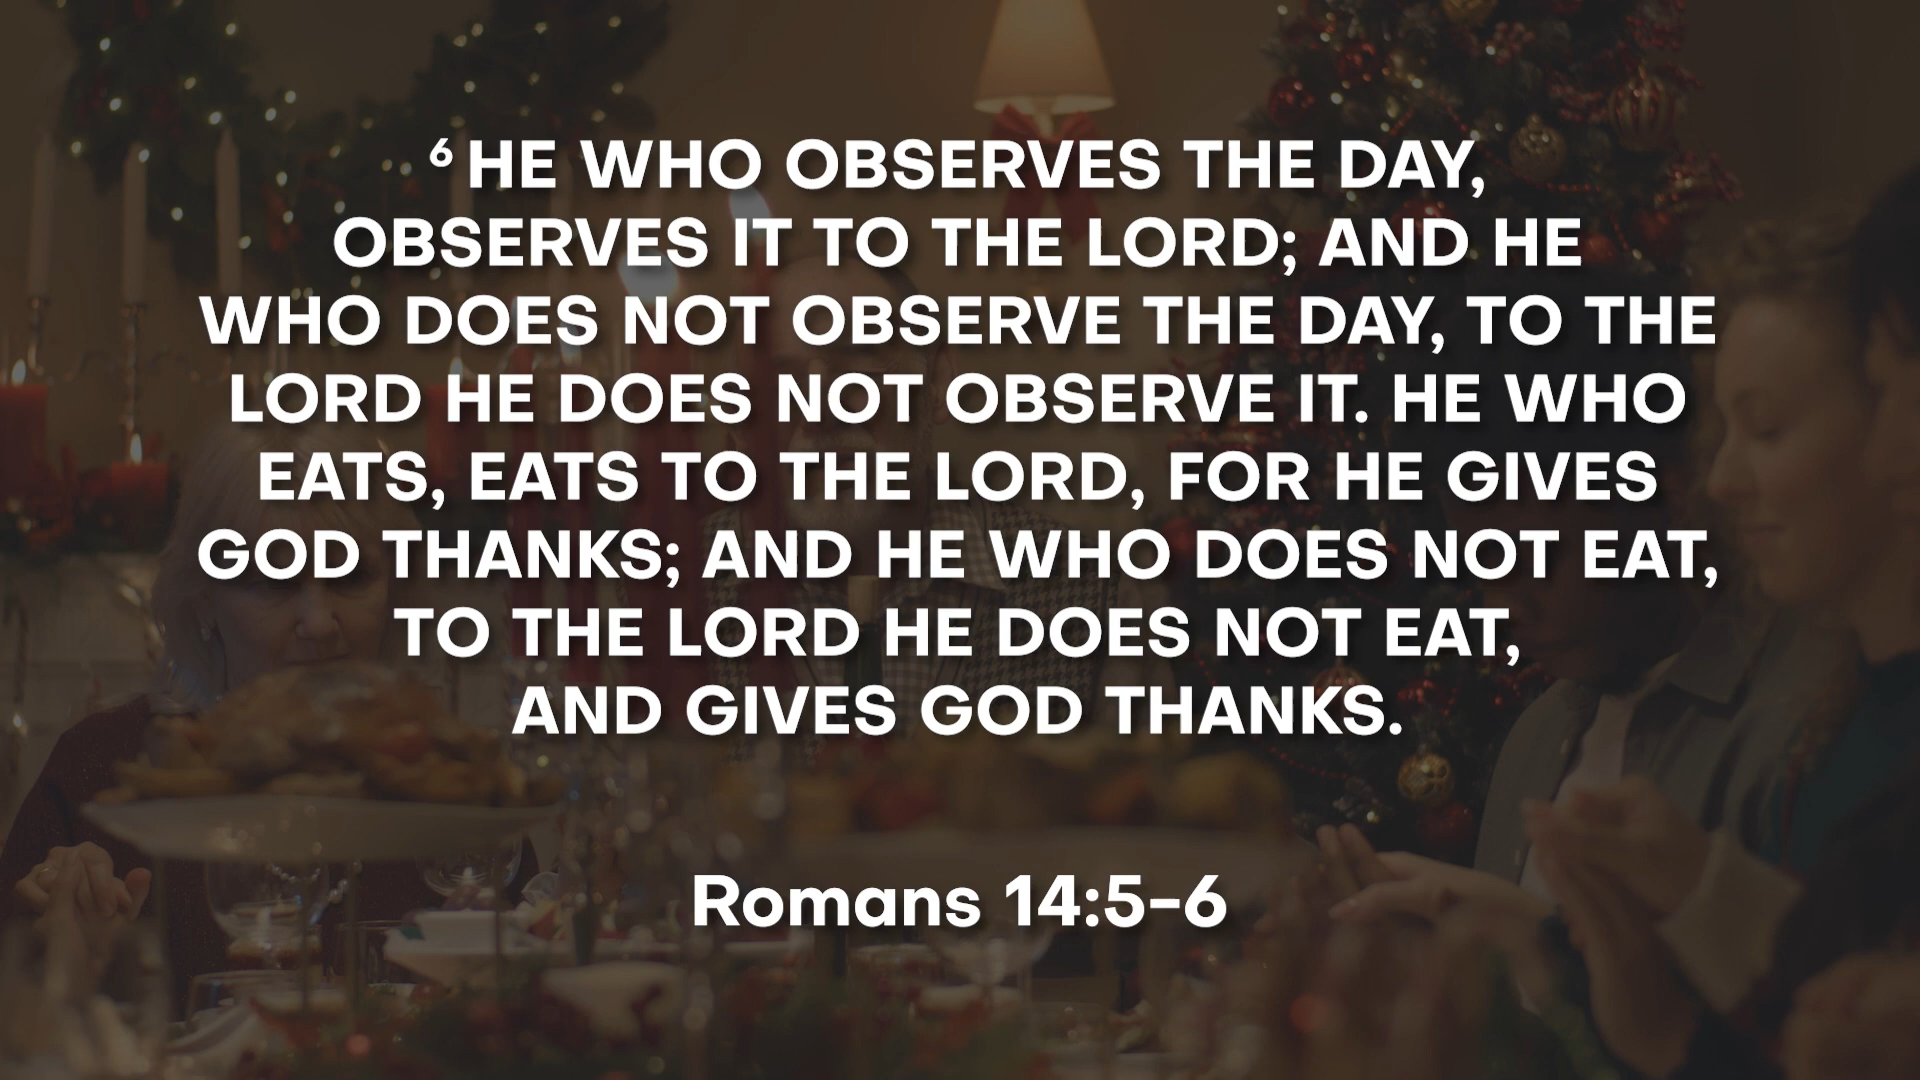 6 HE WHO OBSERVES THE DAY,
OBSERVES IT TO THE LORD; AND HE
WHO DOES NOT OBSERVE THE DAY, TO THE
LORD HE DOES NOT OBSERVE IT. HE WHO
EATS, EATS TO THE LORD, FOR HE GIVES
GOD THANKS; AND HE WHO DOES NOT EAT,
TO THE LORD HE DOES NOT EAT,
AND GIVES GOD THANKS.
Romans 14:5–6